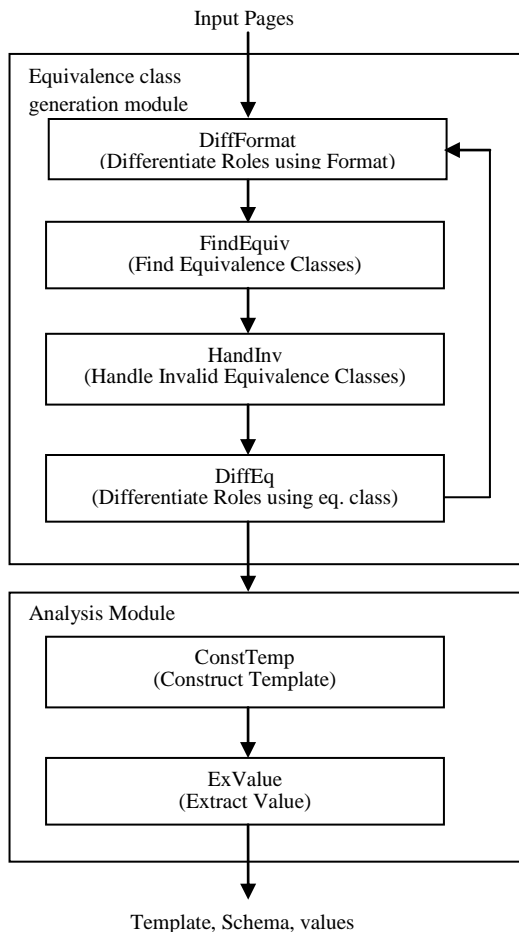 Input Pages
Equivalence class
generation module
DiffFormat
(Differentiate Roles using Format)
FindEquiv
(Find Equivalence Classes)
HandInv
(Handle Invalid Equivalence Classes)
DiffEq
(Differentiate Roles using eq. class)
Analysis Module
ConstTemp
(Construct Template)
ExValue
(Extract Value)
Template, Schema, values